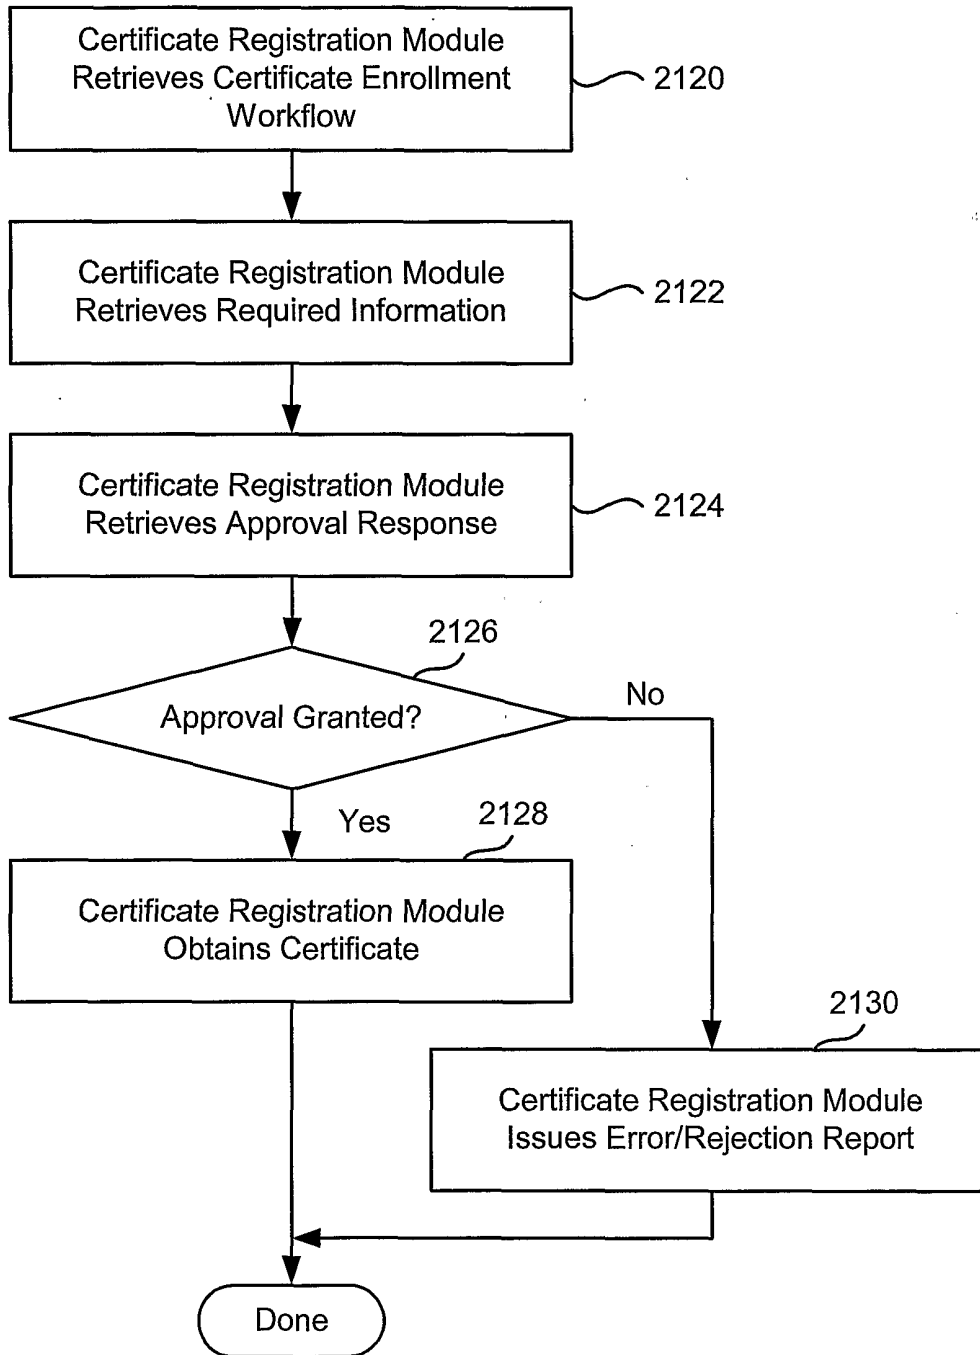 Certificate Registration Module
Retrieves Certificate Enrollment
Workflow
2120
Certificate Registration Module
Retrieves Required Information
2122
Certificate Registration Module
Retrieves Approval Response
2124
2126
Approval Granted?
No
Yes
2128
Certificate Registration Module
Obtains Certificate
2130
Certificate Registration Module
Issues Error/Rejection Report
Done